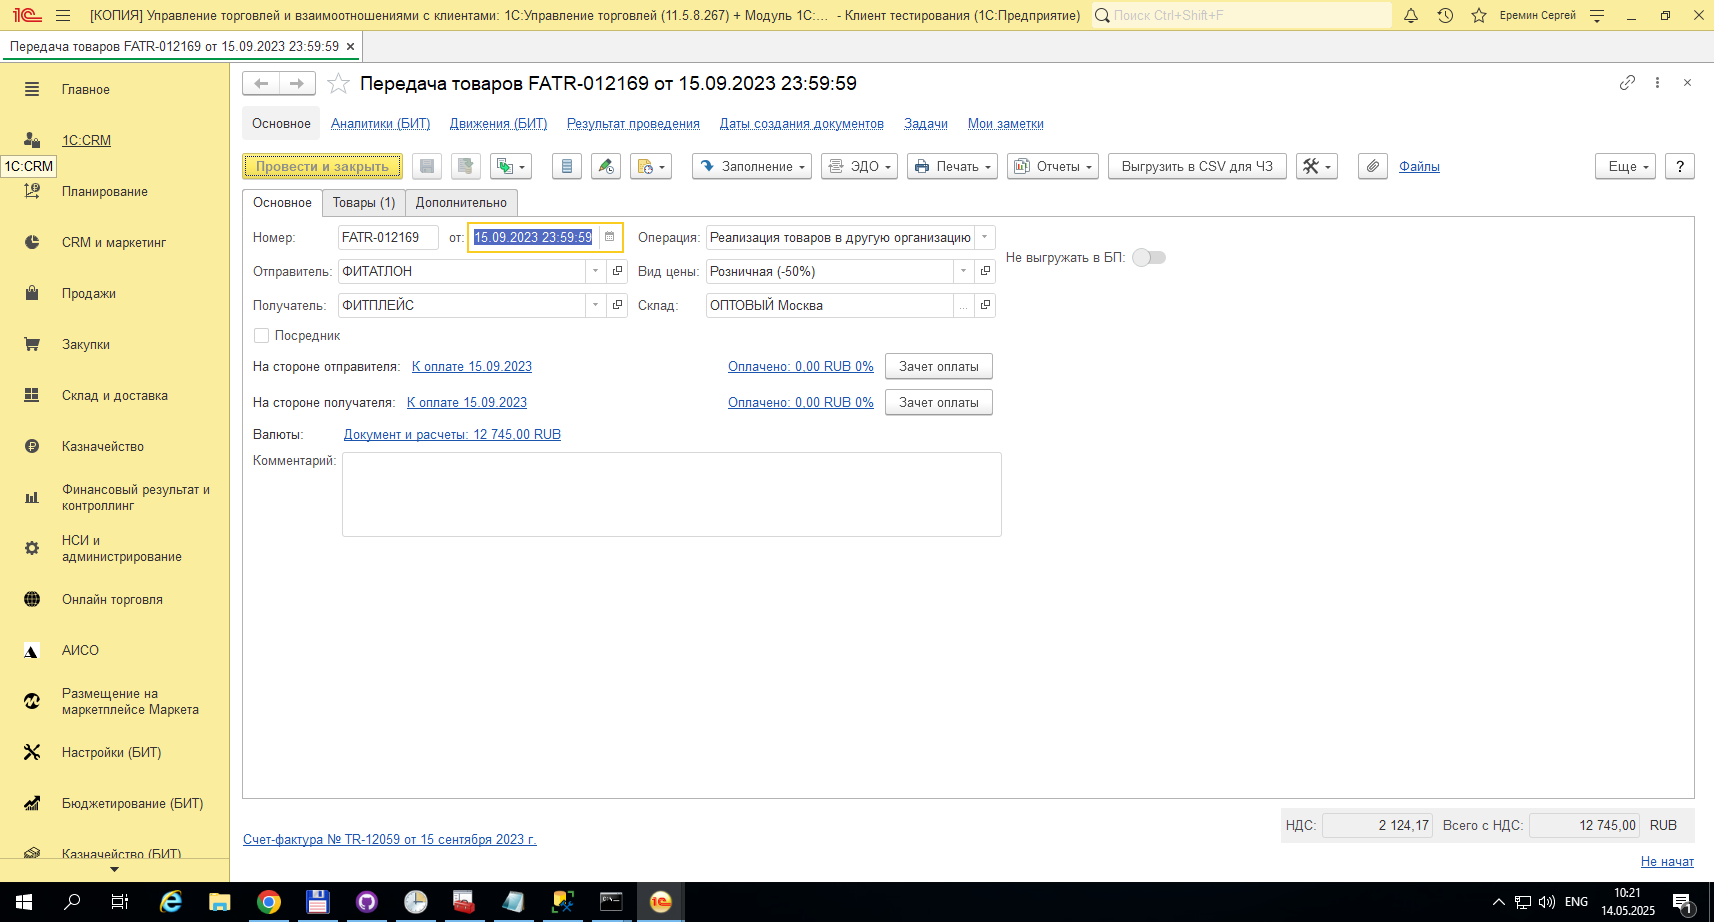 [КОПИЯ] Управление торговлей и взаимоотношениями с клиентами: 1С:Управление торговлей (11.5.8.267) + Модуль 1С:... - Клиент тестирования (1С:Предприятие)
Поиск Ctrl+Shift+F
Еремин Сергей
Передача товаров FATR-012169 от 15.09.2023 23:59:59 ×
Главное
1С:CRM
1С:CRM
Планирование
CRM и маркетинг
Продажи
Закупки
Склад и доставка
Казначейство
Финансовый результат и
контроллинг
НСИ и
администрирование
Онлайн торговля
АИСО
Размещение на
маркетплейсе Маркета
Настройки (БИТ)
Бюджетирование (БИТ)
Казначейство (БИТ)
Передача товаров FATR-012169 от 15.09.2023 23:59:59
Основное Аналитики (БИТ) Движения (БИТ) Результат проведения Даты создания документов Задачи Мои заметки
Провести и закрыть Заполнение ЭДО Печать Отчеты Выгрузить в CSV для ЧЗ Файлы Еще ?
Основное Товары (1) Дополнительно
Номер: FATR-012169 от: 15.09.2023 23:59:59 Операция: Реализация товаров в другую организацию
Не выгружать в БП:
Отправитель: ФИТАТЛОН Вид цены: Розничная (-50%)
Получатель: ФИТПЛЕЙС Склад: ОПТОВЫЙ Москва ...
Посредник
На стороне отправителя: К оплате 15.09.2023 Оплачено: 0,00 RUB 0% Зачет оплаты
На стороне получателя: К оплате 15.09.2023 Оплачено: 0,00 RUB 0% Зачет оплаты
Валюты: Документ и расчеты: 12 745,00 RUB
Комментарий:
НДС: 2 124,17 Всего с НДС: 12 745,00 RUB
Счет-фактура № TR-12059 от 15 сентября 2023 г.
Не начат
ENG
10:21
14.05.2025
1